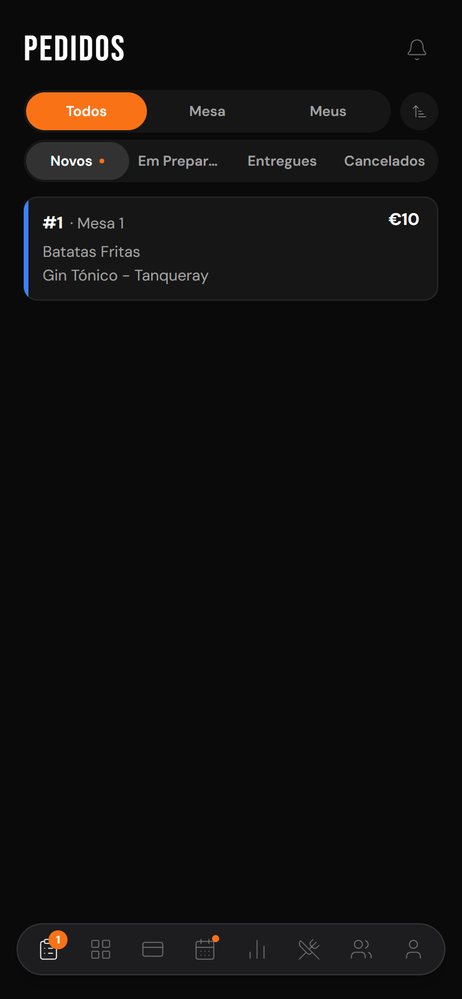 PEDIDOS
Todos Mesa Meus
Novos Em Prepar... Entregues Cancelados
#1 · Mesa 1 €10
Batatas Fritas
Gin Tónico - Tanqueray
1